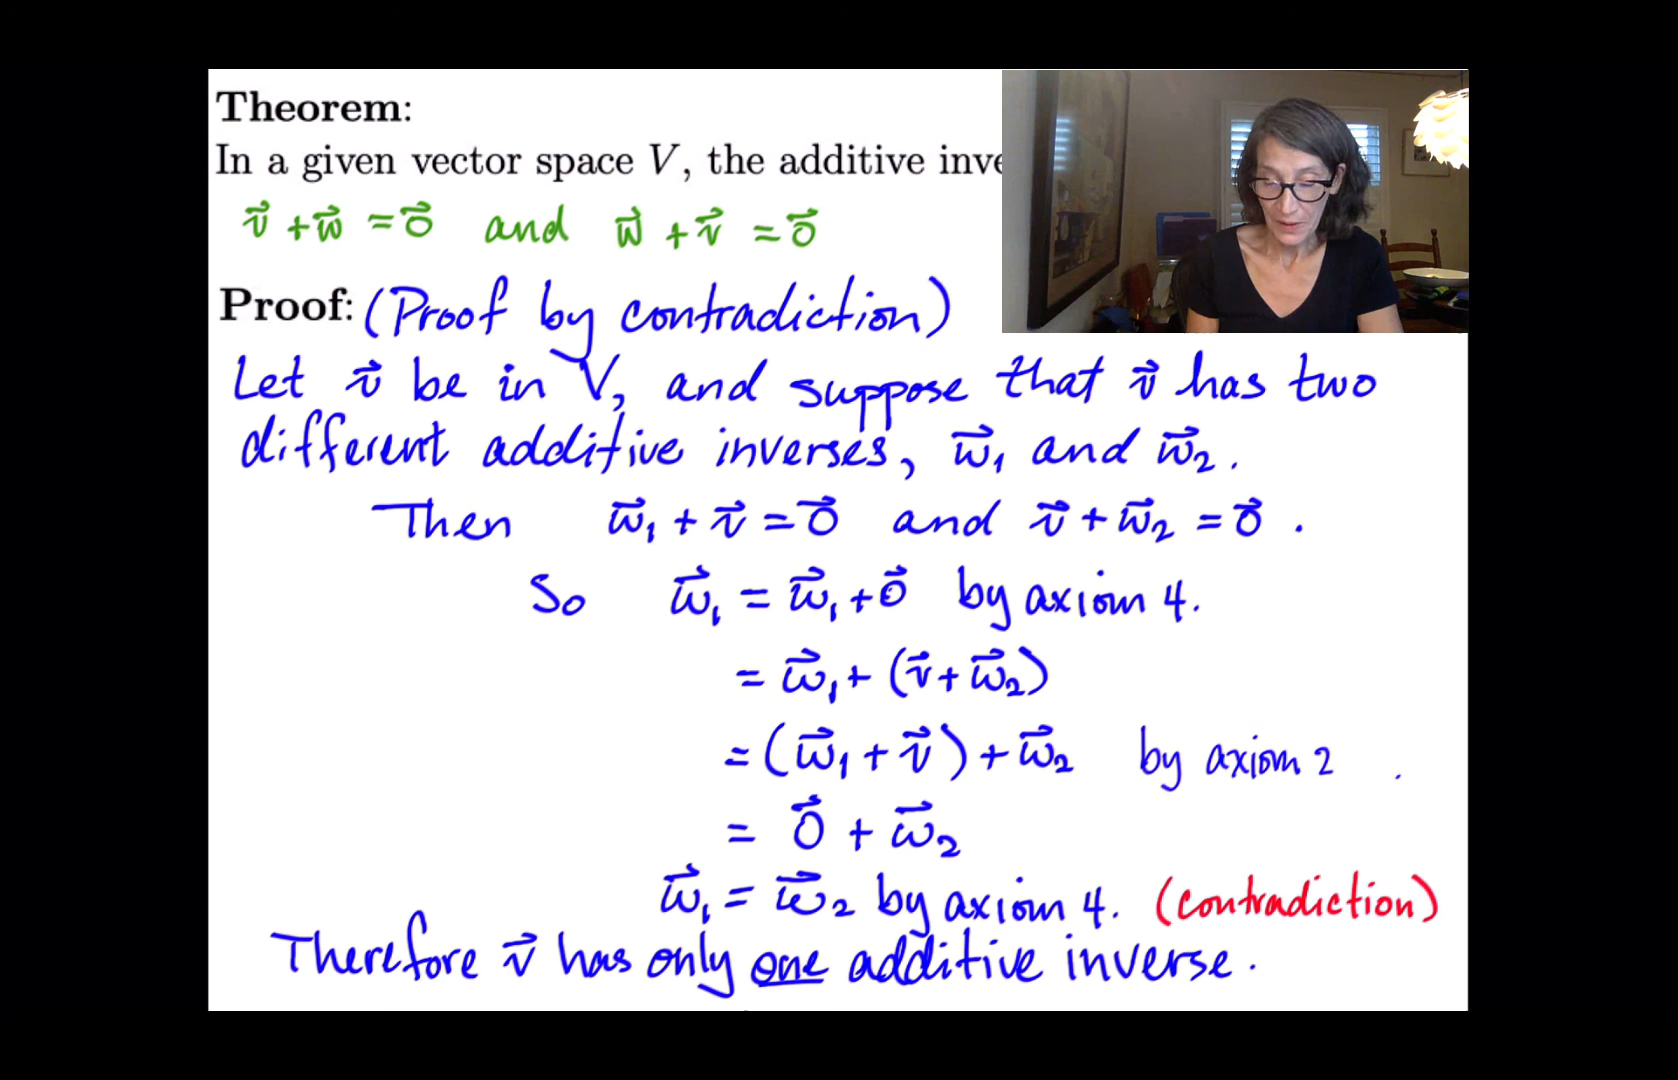 Theorem:
In a given vector space V, the additive inve
v⃗ + w⃗ = 0⃗ and w⃗ + v⃗ = 0⃗
Proof: (Proof by contradiction)
Let v⃗ be in V, and suppose that v⃗ has two
different additive inverses, w⃗₁ and w⃗₂.
Then w⃗₁ + v⃗ = 0⃗ and v⃗ + w⃗₂ = 0⃗ .
So w⃗₁ = w⃗₁ + 0⃗ by axiom 4.
= w⃗₁ + (v⃗ + w⃗₂)
= (w⃗₁ + v⃗) + w⃗₂ by axiom 2 .
= 0⃗ + w⃗₂
w⃗₁ = w⃗₂ by axiom 4. (contradiction)
Therefore v⃗ has only one additive inverse.